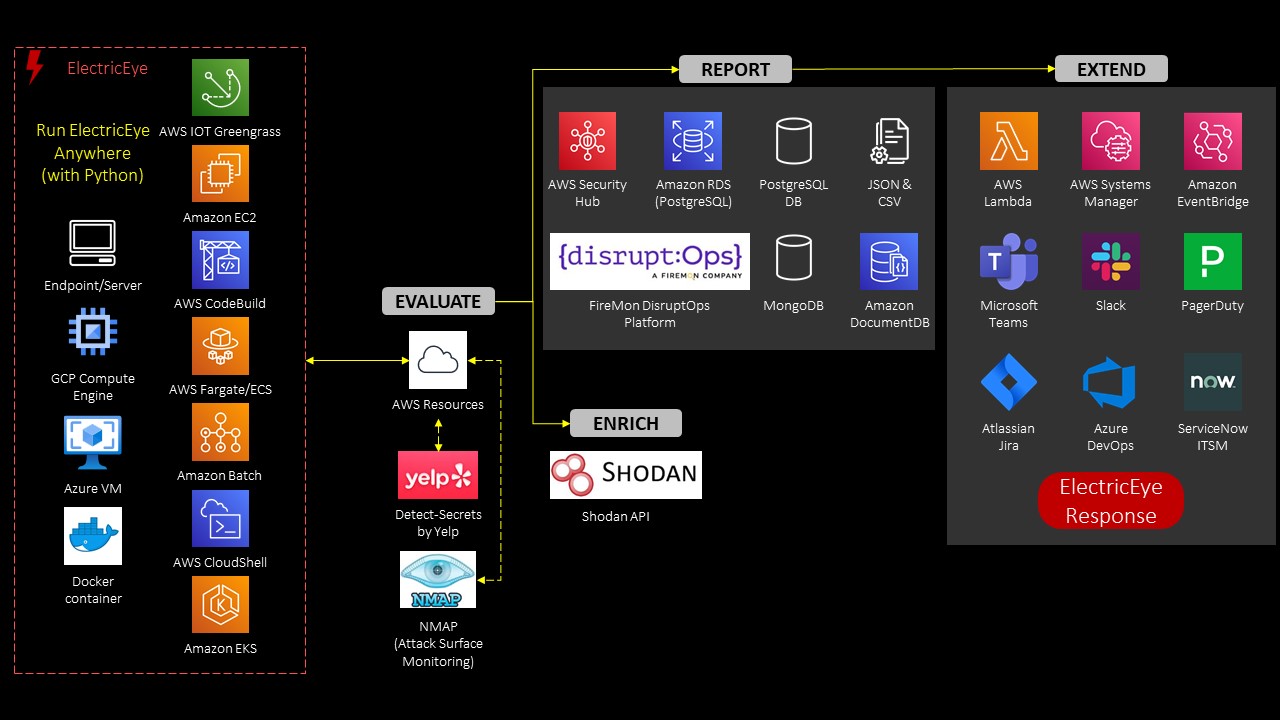 ElectricEye
Run ElectricEye
Anywhere
(with Python)
Endpoint/Server
GCP Compute
Engine
Azure VM
Docker
container
AWS IOT Greengrass
Amazon EC2
AWS CodeBuild
AWS Fargate/ECS
Amazon Batch
AWS CloudShell
K
Amazon EKS
EVALUATE
AWS Resources
yelp
Detect-Secrets
by Yelp
NMAP
NMAP
(Attack Surface
Monitoring)
REPORT
AWS Security
Hub
Amazon RDS
(PostgreSQL)
PostgreSQL
DB
JSON &
CSV
{disrupt:Ops}
A FIREMON COMPANY
FireMon DisruptOps
Platform
MongoDB
Amazon
DocumentDB
ENRICH
SHODAN
Shodan API
EXTEND
AWS
Lambda
AWS Systems
Manager
Amazon
EventBridge
T
Microsoft
Teams
Slack
P
PagerDuty
Atlassian
Jira
Azure
DevOps
now
ServiceNow
ITSM
ElectricEye
Response